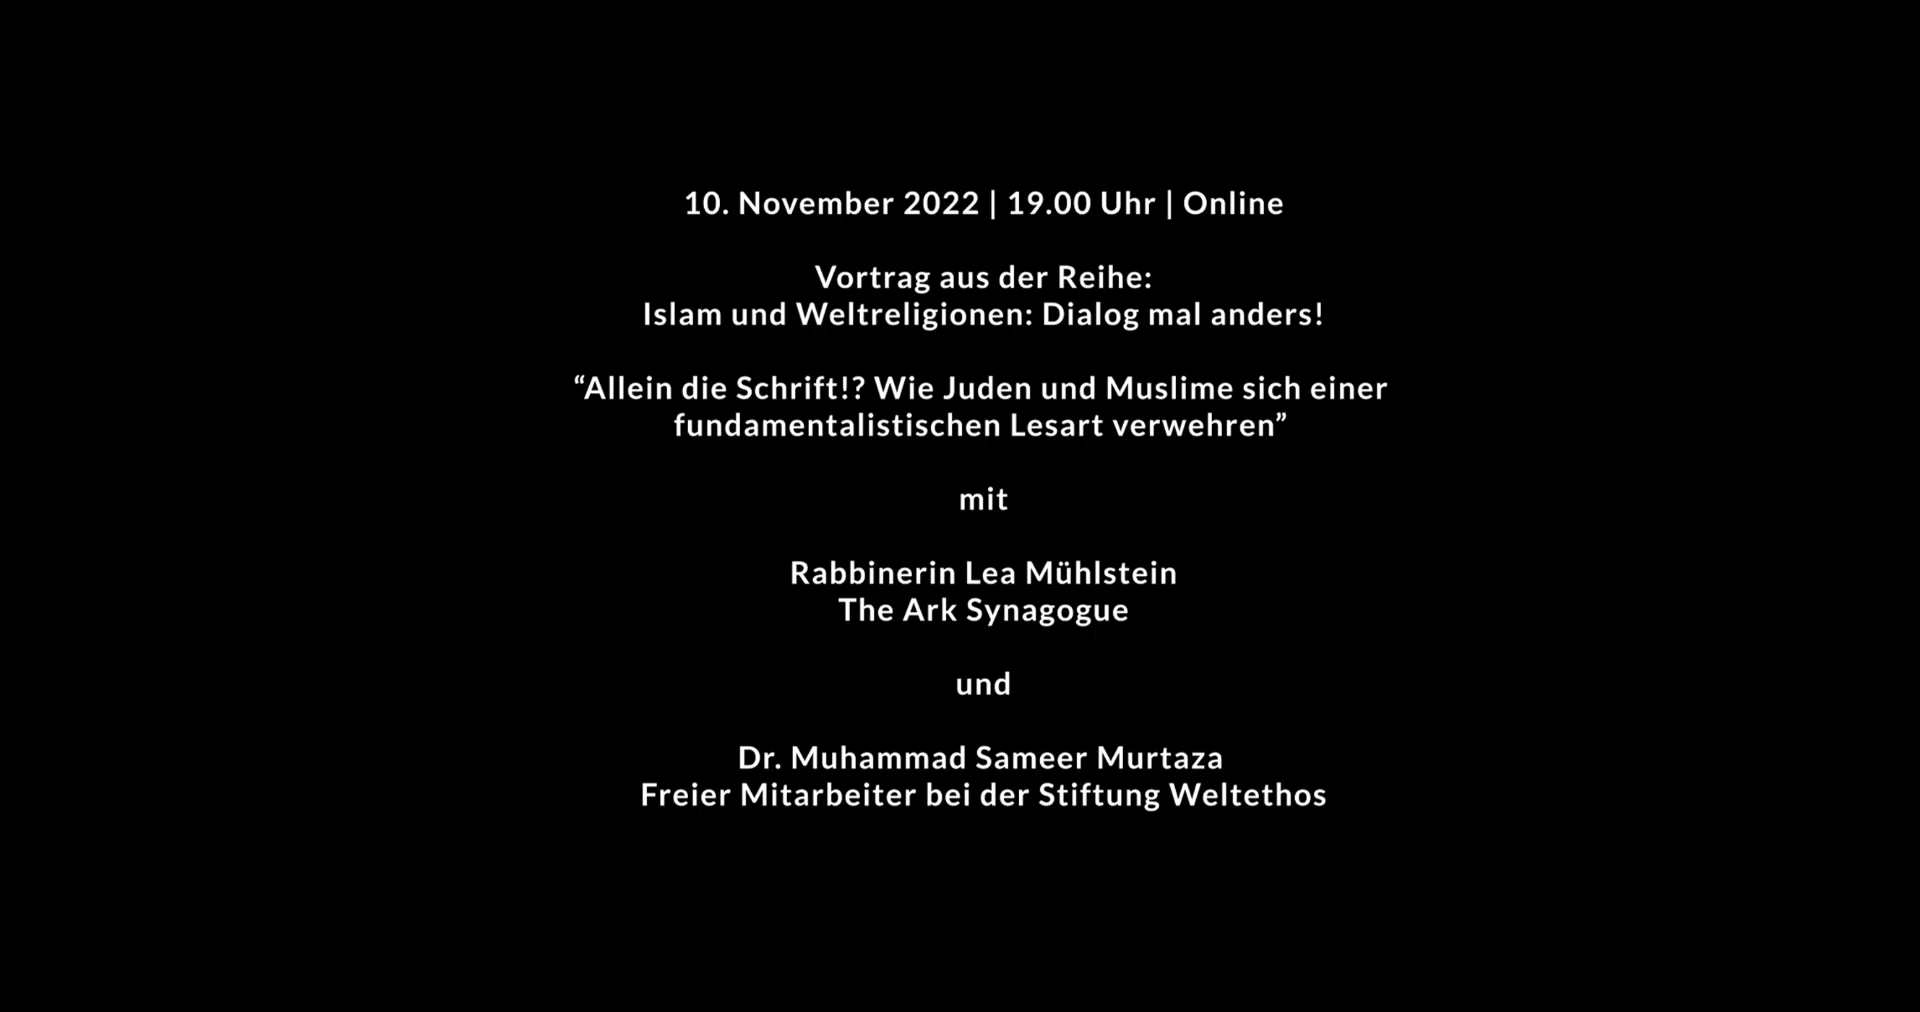 10. November 2022 | 19.00 Uhr | Online
Vortrag aus der Reihe:
Islam und Weltreligionen: Dialog mal anders!
“Allein die Schrift!? Wie Juden und Muslime sich einer
fundamentalistischen Lesart verwehren”
mit
Rabbinerin Lea Mühlstein
The Ark Synagogue
und
Dr. Muhammad Sameer Murtaza
Freier Mitarbeiter bei der Stiftung Weltethos